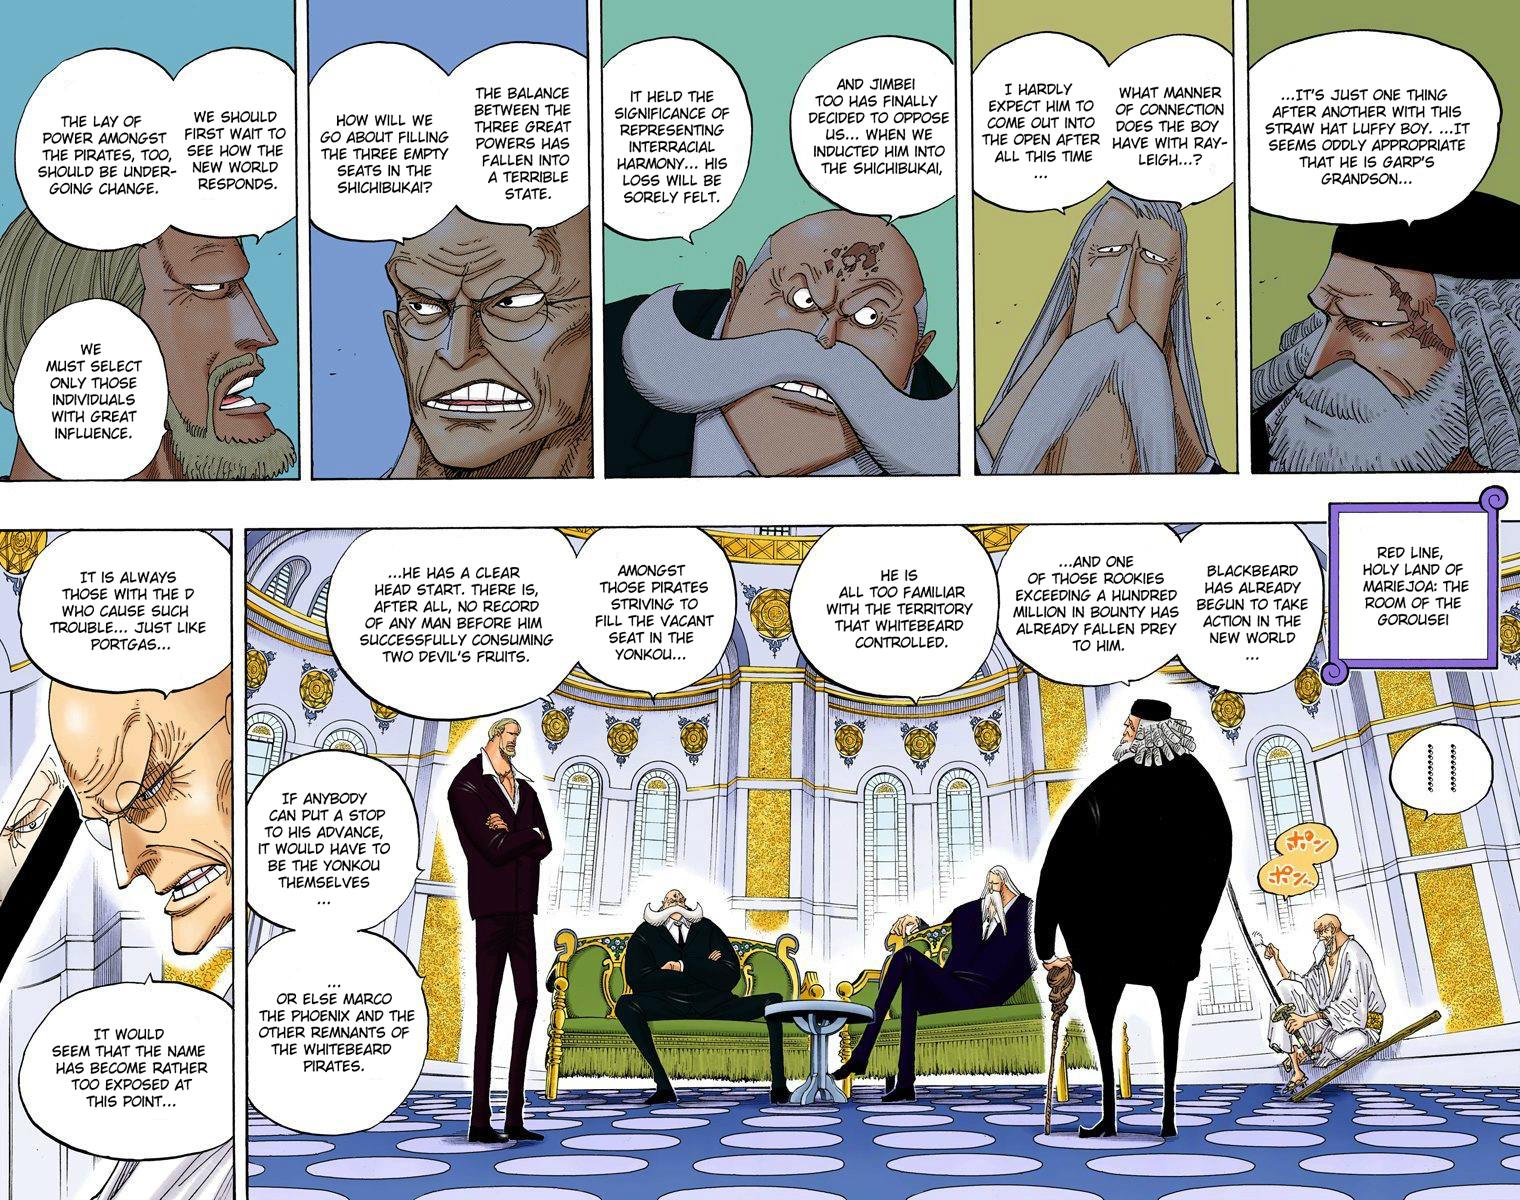 ...IT'S JUST ONE THING
AFTER ANOTHER WITH THIS
STRAW HAT LUFFY BOY. ...IT
SEEMS ODDLY APPROPRIATE
THAT HE IS GARP'S
GRANDSON...
WHAT MANNER
OF CONNECTION
DOES THE BOY
HAVE WITH RAY-
LEIGH...?
I HARDLY
EXPECT HIM TO
COME OUT INTO
THE OPEN AFTER
ALL THIS TIME
...
AND JIMBEI
TOO HAS FINALLY
DECIDED TO OPPOSE
US... WHEN WE
INDUCTED HIM INTO
THE SHICHIBUKAI,
IT HELD THE
SIGNIFICANCE OF
REPRESENTING
INTERRACIAL
HARMONY... HIS
LOSS WILL BE
SORELY FELT.
THE BALANCE
BETWEEN THE
THREE GREAT
POWERS HAS
FALLEN INTO
A TERRIBLE
STATE.
HOW WILL WE
GO ABOUT FILLING
THE THREE EMPTY
SEATS IN THE
SHICHIBUKAI?
WE SHOULD
FIRST WAIT TO
SEE HOW THE
NEW WORLD
RESPONDS.
THE LAY OF
POWER AMONGST
THE PIRATES, TOO,
SHOULD BE UNDER-
GOING CHANGE.
WE
MUST SELECT
ONLY THOSE
INDIVIDUALS
WITH GREAT
INFLUENCE.
RED LINE,
HOLY LAND OF
MARIEJOA: THE
ROOM OF THE
GOROUSEI
BLACKBEARD
HAS ALREADY
BEGUN TO TAKE
ACTION IN THE
NEW WORLD
...
...AND ONE
OF THOSE ROOKIES
EXCEEDING A HUNDRED
MILLION IN BOUNTY HAS
ALREADY FALLEN PREY
TO HIM.
HE IS
ALL TOO FAMILIAR
WITH THE TERRITORY
THAT WHITEBEARD
CONTROLLED.
AMONGST
THOSE PIRATES
STRIVING TO
FILL THE VACANT
SEAT IN THE
YONKOU...
...HE HAS A CLEAR
HEAD START. THERE IS,
AFTER ALL, NO RECORD
OF ANY MAN BEFORE HIM
SUCCESSFULLY CONSUMING
TWO DEVIL'S FRUITS.
IF ANYBODY
CAN PUT A STOP
TO HIS ADVANCE,
IT WOULD HAVE TO
BE THE YONKOU
THEMSELVES
...
...
OR ELSE MARCO
THE PHOENIX AND THE
OTHER REMNANTS OF
THE WHITEBEARD
PIRATES.
ポン
ポン...
IT IS ALWAYS
THOSE WITH THE D
WHO CAUSE SUCH
TROUBLE... JUST LIKE
PORTGAS...
IT WOULD
SEEM THAT THE NAME
HAS BECOME RATHER
TOO EXPOSED AT
THIS POINT...